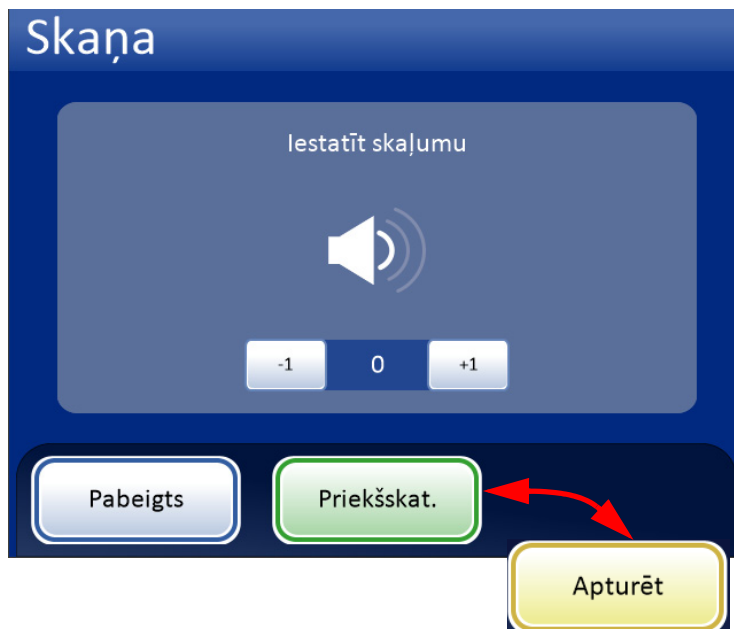 Skaņa
Iestatīt skaļumu
-1 0 +1
Pabeigts Priekšskat.
Apturēt